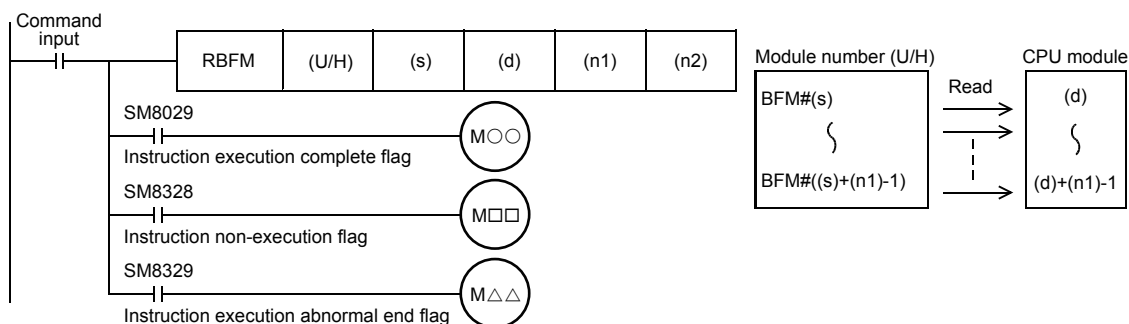 Command
input
RBFM (U/H) (s) (d) (n1) (n2)
SM8029
M○○
Instruction execution complete flag
SM8328
M□□
Instruction non-execution flag
SM8329
M△△
Instruction execution abnormal end flag
Module number (U/H)
CPU module
BFM#(s)
Read
(d)
BFM#((s)+(n1)-1)
(d)+(n1)-1